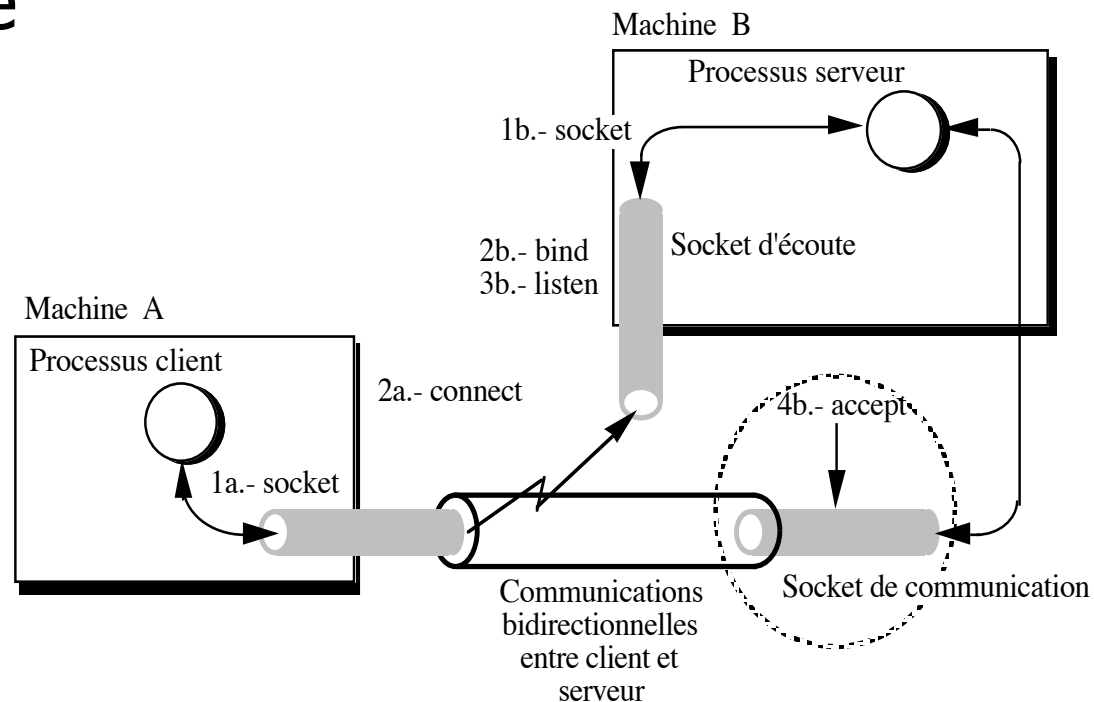 e
Machine B
Processus serveur
1b.- socket
2b.- bind
3b.- listen
Socket d'écoute
Machine A
Processus client
2a.- connect
4b.- accept
1a.- socket
Communications
bidirectionnelles
entre client et
serveur
Socket de communication